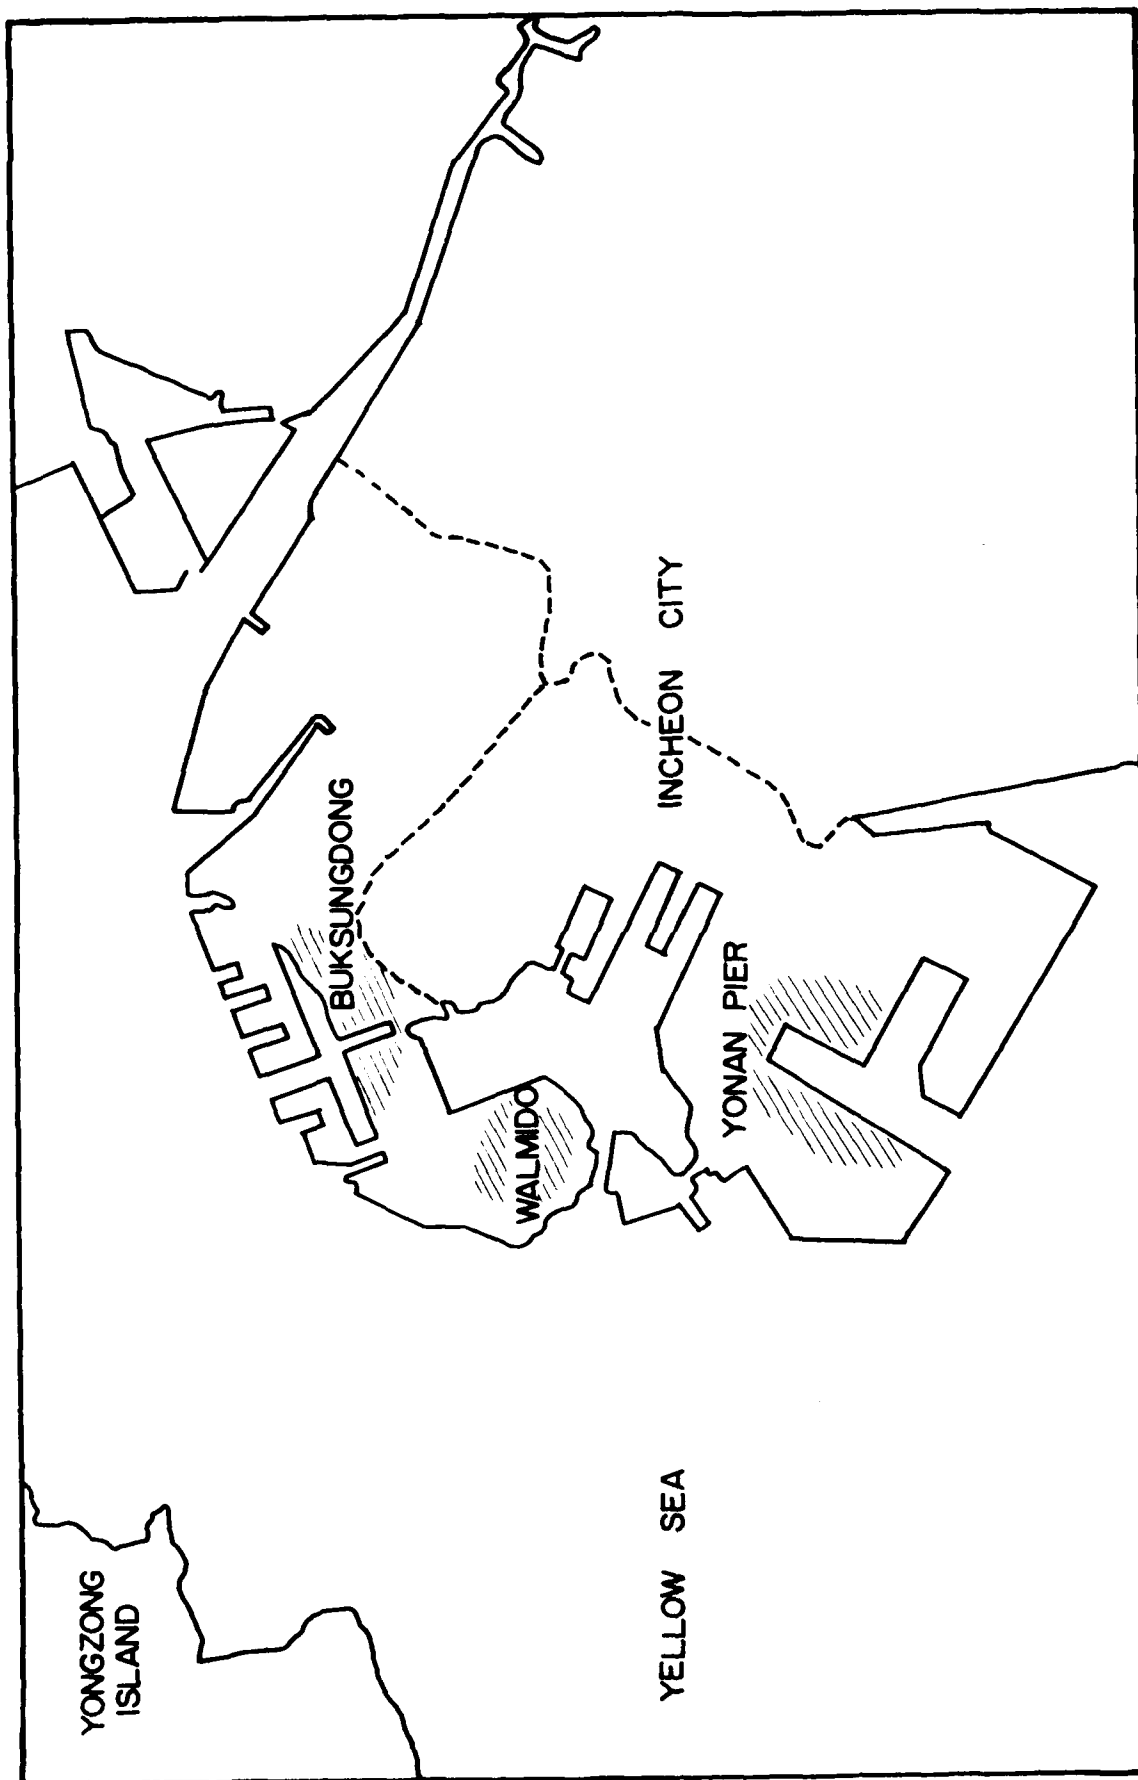 YONGZONG
ISLAND
BUKSUNGDONG
WALMIDO
INCHEON CITY
YELLOW SEA
YONAN PIER